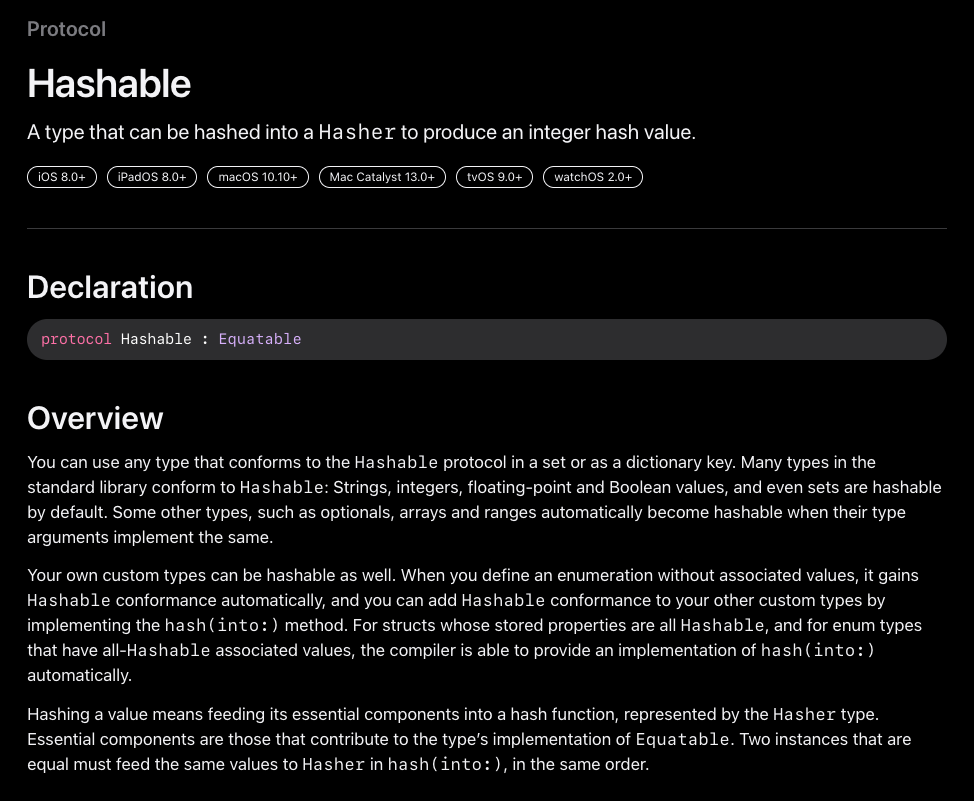 Protocol
Hashable
A type that can be hashed into a Hasher to produce an integer hash value.
iOS 8.0+ iPadOS 8.0+ macOS 10.10+ Mac Catalyst 13.0+ tvOS 9.0+ watchOS 2.0+
Declaration
protocol Hashable : Equatable
Overview
You can use any type that conforms to the Hashable protocol in a set or as a dictionary key. Many types in the
standard library conform to Hashable: Strings, integers, floating-point and Boolean values, and even sets are hashable
by default. Some other types, such as optionals, arrays and ranges automatically become hashable when their type
arguments implement the same.
Your own custom types can be hashable as well. When you define an enumeration without associated values, it gains
Hashable conformance automatically, and you can add Hashable conformance to your other custom types by
implementing the hash(into:) method. For structs whose stored properties are all Hashable, and for enum types
that have all-Hashable associated values, the compiler is able to provide an implementation of hash(into:)
automatically.
Hashing a value means feeding its essential components into a hash function, represented by the Hasher type.
Essential components are those that contribute to the type’s implementation of Equatable. Two instances that are
equal must feed the same values to Hasher in hash(into:), in the same order.